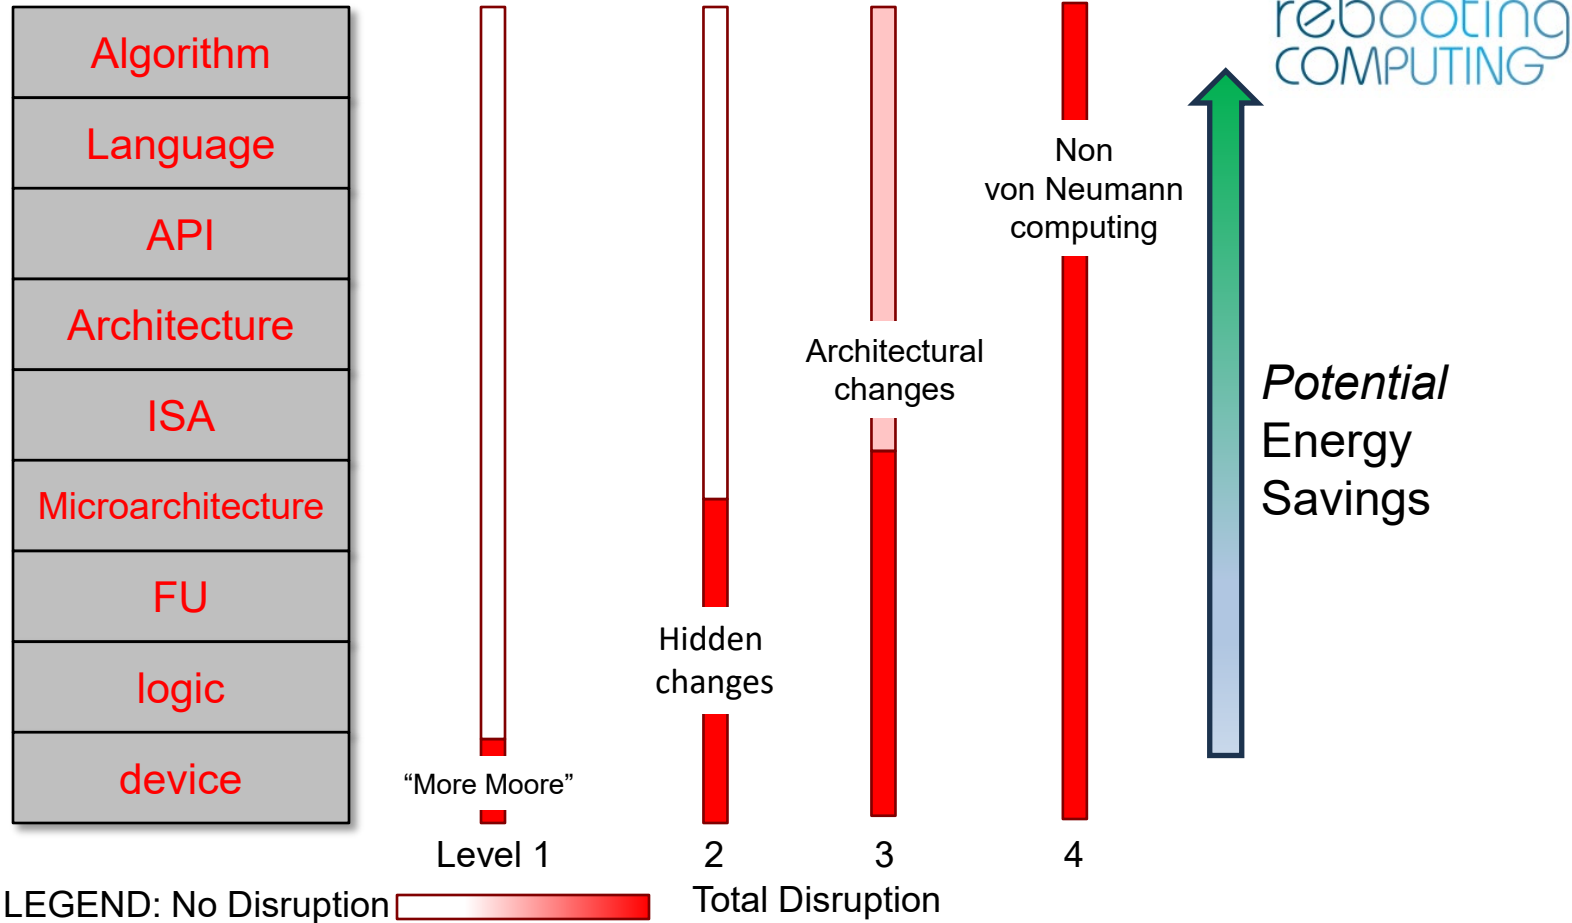 rebooting
COMPUTING
Algorithm
Language
API
Architecture
ISA
Microarchitecture
FU
logic
device
“More Moore”
Hidden
changes
Architectural
changes
Non
von Neumann
computing
Potential
Energy
Savings
Level 1
2
3
4
LEGEND: No Disruption
Total Disruption